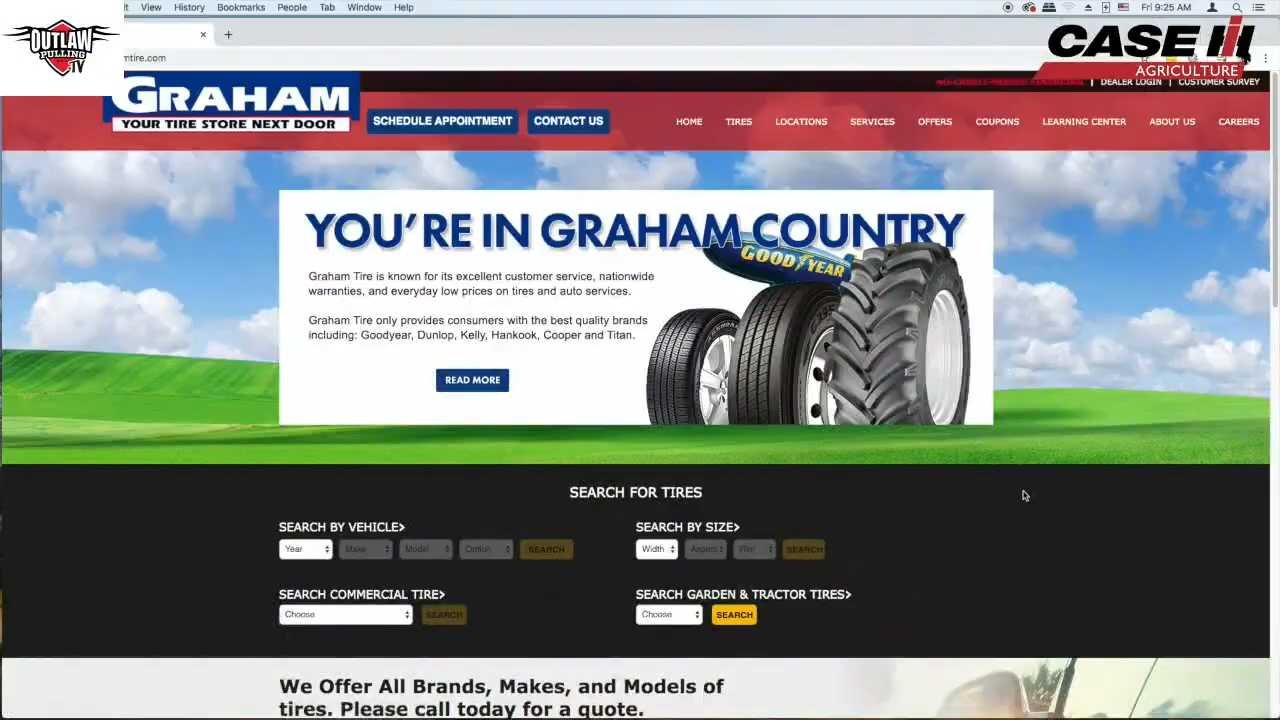 View History Bookmarks People Tab Window Help Fri 9:25 AM
OUTLAW
PULLING
TV
CASE IH
AGRICULTURE
tire.com
DEALER LOGIN | CUSTOMER SURVEY
GRAHAM
YOUR TIRE STORE NEXT DOOR
SCHEDULE APPOINTMENT CONTACT US HOME TIRES LOCATIONS SERVICES OFFERS COUPONS LEARNING CENTER ABOUT US CAREERS
YOU'RE IN GRAHAM COUNTRY
GOODYEAR
Graham Tire is known for its excellent customer service, nationwide
warranties, and everyday low prices on tires and auto services.
Graham Tire only provides consumers with the best quality brands
including: Goodyear, Dunlop, Kelly, Hankook, Cooper and Titan.
READ MORE
SEARCH FOR TIRES
SEARCH BY VEHICLE> SEARCH BY SIZE>
Year Make Model Option SEARCH Width Aspect Rim SEARCH
SEARCH COMMERCIAL TIRE> SEARCH GARDEN & TRACTOR TIRES>
Choose SEARCH Choose SEARCH
We Offer All Brands, Makes, and Models of
tires. Please call today for a quote.